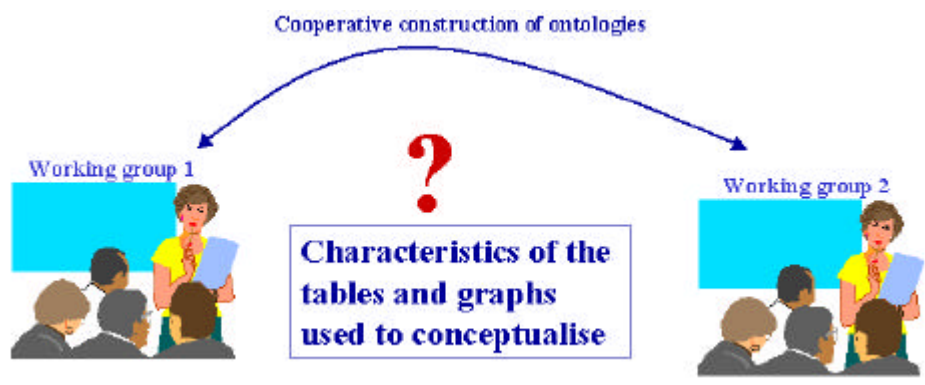 Cooperative construction of ontologies
Working group 1
?
Working group 2
Characteristics of the
tables and graphs
used to conceptualise